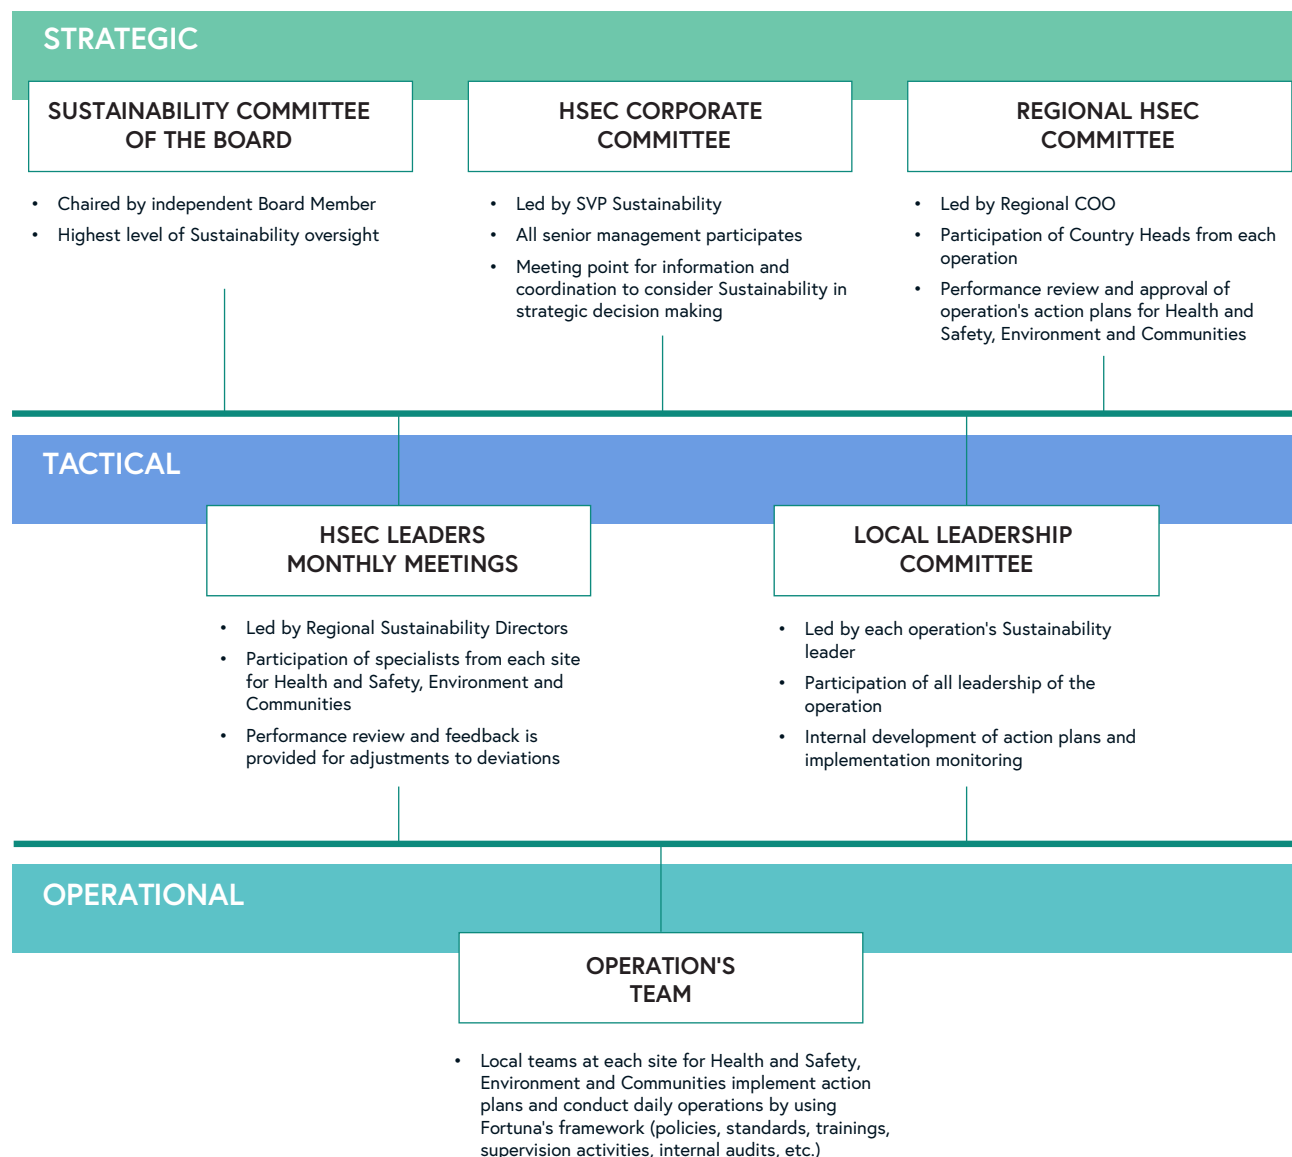 STRATEGIC
SUSTAINABILITY COMMITTEE
OF THE BOARD
• Chaired by independent Board Member
• Highest level of Sustainability oversight
HSEC CORPORATE
COMMITTEE
• Led by SVP Sustainability
• All senior management participates
• Meeting point for information and
coordination to consider Sustainability in
strategic decision making
REGIONAL HSEC
COMMITTEE
• Led by Regional COO
• Participation of Country Heads from each
operation
• Performance review and approval of
operation's action plans for Health and
Safety, Environment and Communities
TACTICAL
HSEC LEADERS
MONTHLY MEETINGS
• Led by Regional Sustainability Directors
• Participation of specialists from each site
for Health and Safety, Environment and
Communities
• Performance review and feedback is
provided for adjustments to deviations
LOCAL LEADERSHIP
COMMITTEE
• Led by each operation's Sustainability
leader
• Participation of all leadership of the
operation
• Internal development of action plans and
implementation monitoring
OPERATIONAL
OPERATION'S
TEAM
• Local teams at each site for Health and Safety,
Environment and Communities implement action
plans and conduct daily operations by using
Fortuna's framework (policies, standards, trainings,
supervision activities, internal audits, etc.)